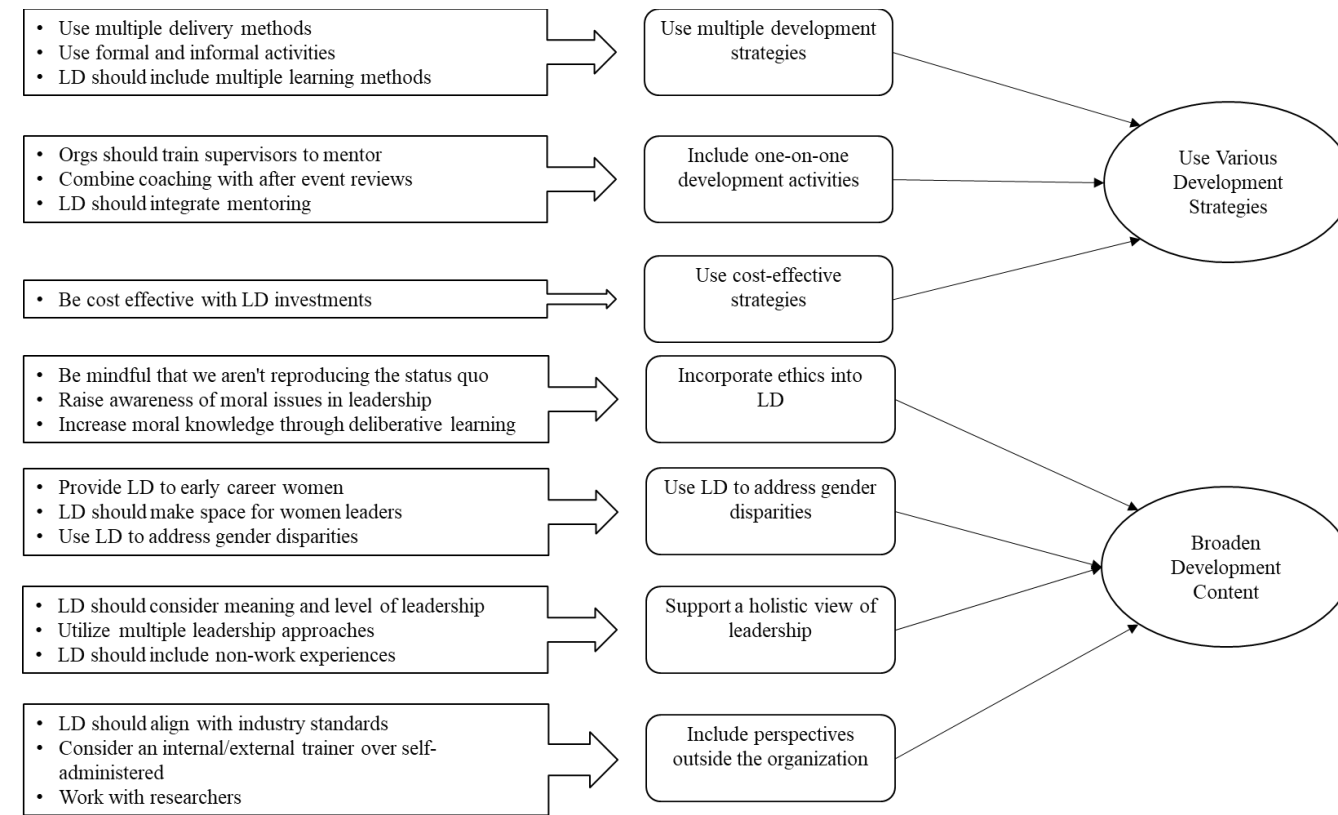 • Use multiple delivery methods
• Use formal and informal activities
• LD should include multiple learning methods
Use multiple development
strategies
• Orgs should train supervisors to mentor
• Combine coaching with after event reviews
• LD should integrate mentoring
Include one-on-one
development activities
Use Various
Development
Strategies
• Be cost effective with LD investments
Use cost-effective
strategies
• Be mindful that we aren't reproducing the status quo
• Raise awareness of moral issues in leadership
• Increase moral knowledge through deliberative learning
Incorporate ethics into
LD
• Provide LD to early career women
• LD should make space for women leaders
• Use LD to address gender disparities
Use LD to address gender
disparities
Broaden
Development
Content
• LD should consider meaning and level of leadership
• Utilize multiple leadership approaches
• LD should include non-work experiences
Support a holistic view of
leadership
• LD should align with industry standards
• Consider an internal/external trainer over self-
administered
• Work with researchers
Include perspectives
outside the organization